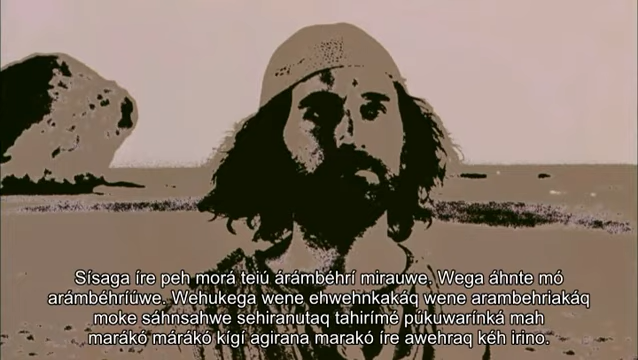 Sísaga íre peh morá teiú árámbéhrí mirauwe. Wega áhnte mó
arámbéhríúwe. Wehukega wene ehwehnkakáq wene arambehriakáq
moke sáhnsahwe sehiranutaq tahirímé púkuwarínká mah
marákó márákó kígí agirana marakó íre awehraq kéh irino.